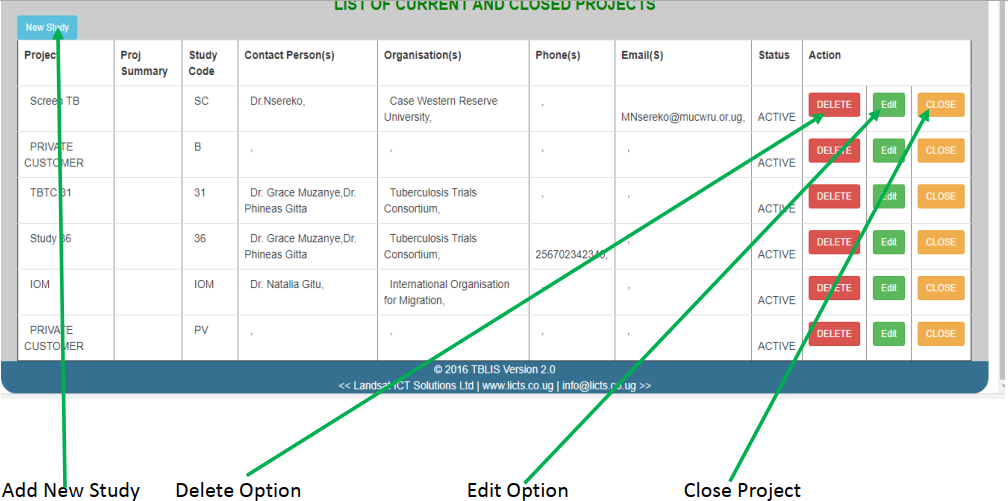 LIST OF CURRENT AND CLOSED PROJECTS
New Study
Project Proj Summary Study Code Contact Person(s) Organisation(s) Phone(s) Email(S) Status Action
Screen TB SC Dr.Nsereko, Case Western Reserve University, , MNsereko@mucwru.or.ug, ACTIVE DELETE Edit CLOSE
PRIVATE CUSTOMER B , , , , ACTIVE DELETE Edit CLOSE
TBTC 31 31 Dr. Grace Muzanye,Dr. Phineas Gitta Tuberculosis Trials Consortium, , ACTIVE DELETE Edit CLOSE
Study 36 36 Dr. Grace Muzanye,Dr. Phineas Gitta Tuberculosis Trials Consortium, 256702342340, , ACTIVE DELETE Edit CLOSE
IOM IOM Dr. Natalia Gitu, International Organisation for Migration, , , ACTIVE DELETE Edit CLOSE
PRIVATE CUSTOMER PV , , , , ACTIVE DELETE Edit CLOSE
© 2016 TBLIS Version 2.0
<< Landsat ICT Solutions Ltd | www.licts.co.ug | info@licts.co.ug >>
Add New Study Delete Option Edit Option Close Project